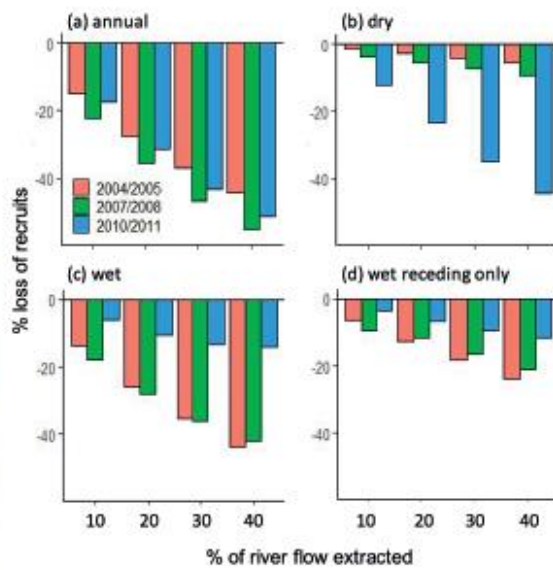 (a) annual
(b) dry
0
-20
-40
0
-20
-40
2004/2005
2007/2008
2010/2011
% loss of recruits
(c) wet
(d) wet receding only
0
-20
-40
0
-20
-40
10 20 30 40
10 20 30 40
% of river flow extracted